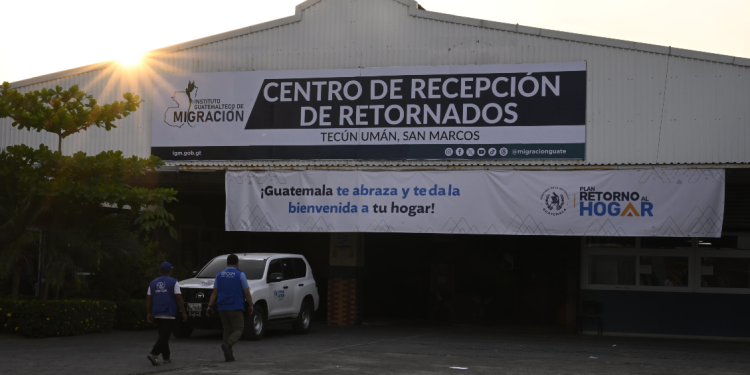 INSTITUTO
GUATEMALTECO DE
MIGRACIÓN
CENTRO DE RECEPCIÓN
DE RETORNADOS
TECÚN UMÁN, SAN MARCOS
igm.gob.gt
@migracionguate
¡Guatemala te abraza y te da la
bienvenida a tu hogar!
PLAN
RETORNO AL
HOGAR